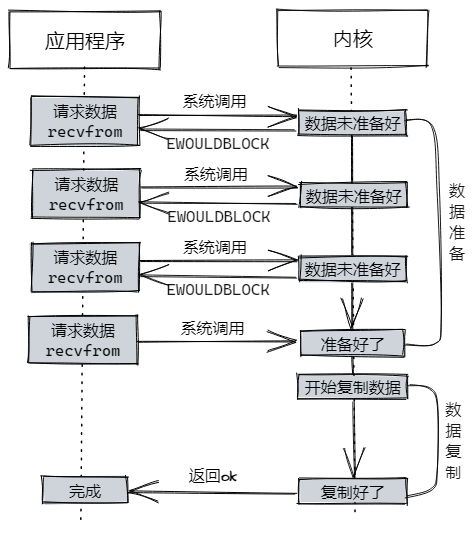 应用程序
内核
请求数据
recvfrom
系统调用
数据未准备好
EWOULDBLOCK
请求数据
recvfrom
系统调用
数据未准备好
EWOULDBLOCK
数据准备
请求数据
recvfrom
系统调用
数据未准备好
EWOULDBLOCK
请求数据
recvfrom
系统调用
准备好了
开始复制数据
数据复制
完成
返回ok
复制好了